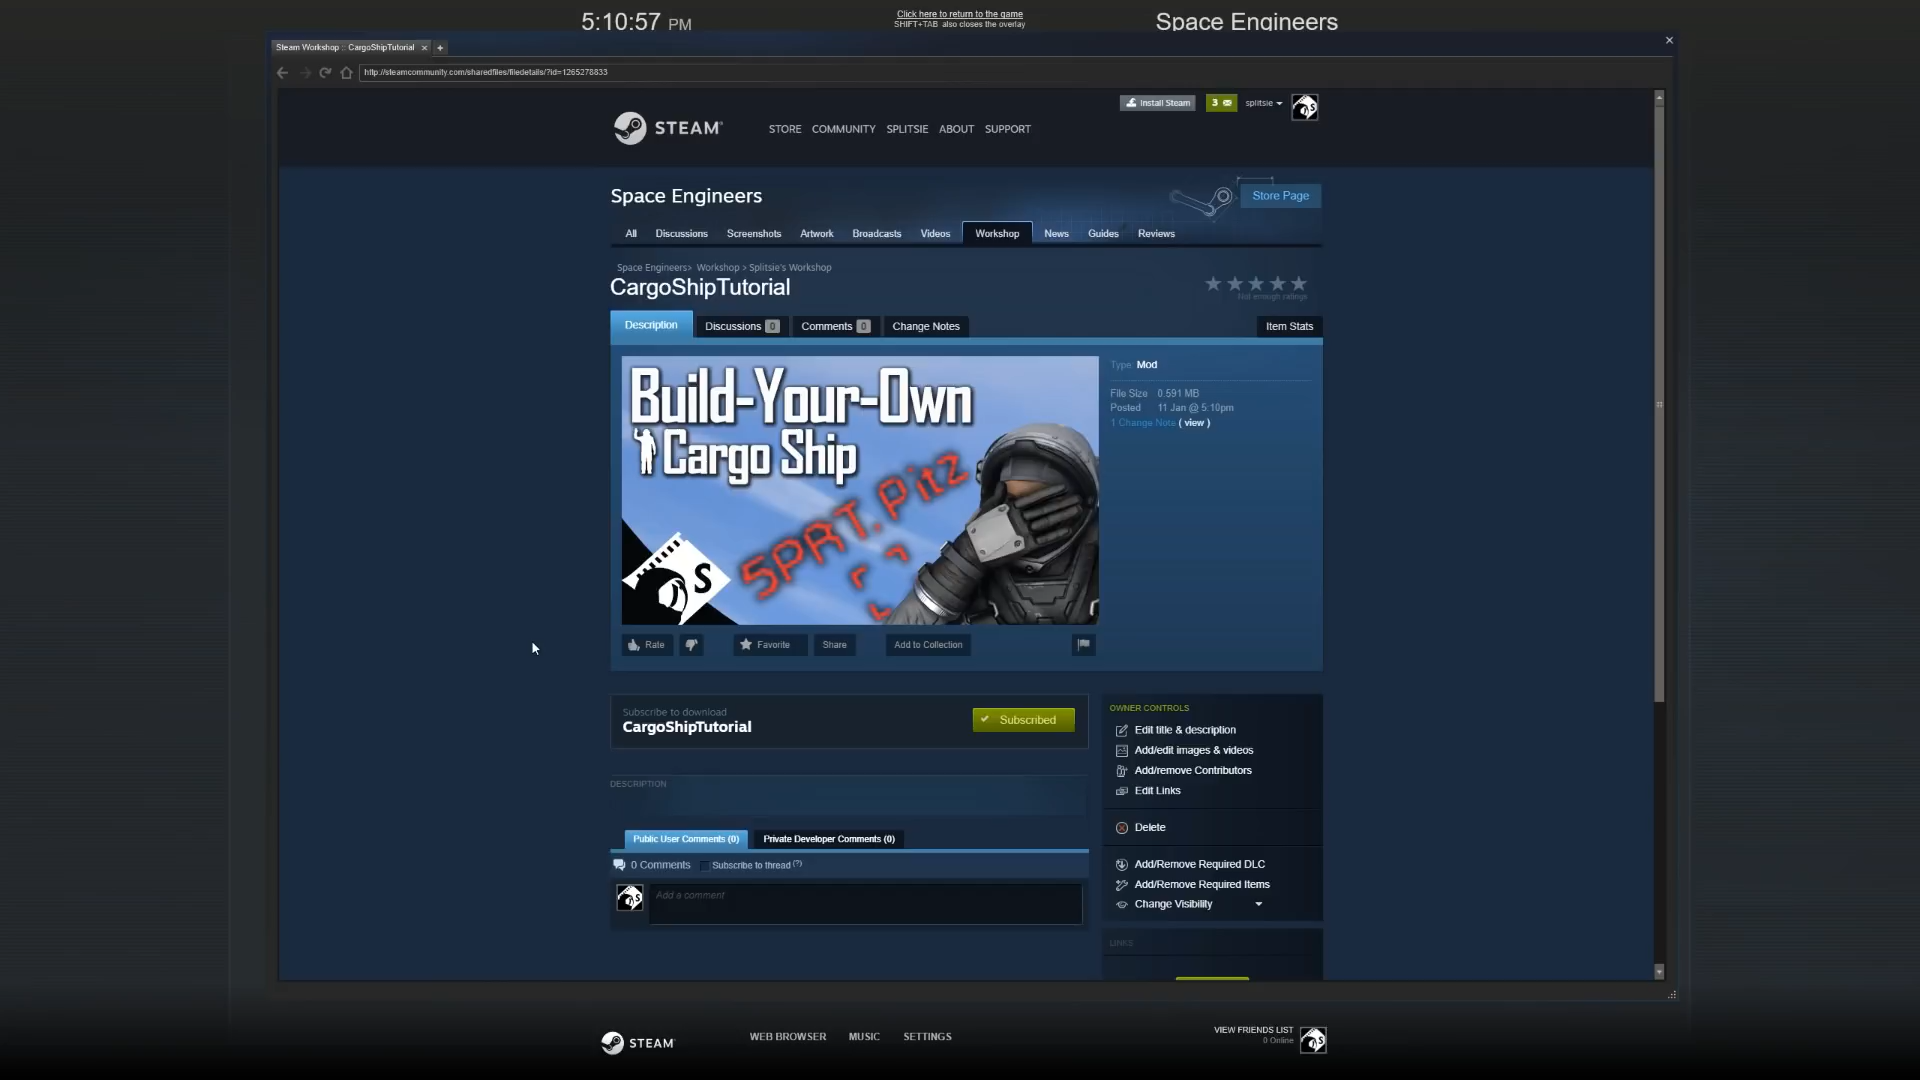 5:10:57 PM
Click here to return to the game
SHIFT+TAB also closes the overlay
Space Engineers
Steam Workshop :: CargoShipTutorial
http://steamcommunity.com/sharedfiles/filedetails/?id=1265278833
Install Steam
3
splitsie
STEAM
STORE COMMUNITY SPLITSIE ABOUT SUPPORT
Space Engineers
Store Page
All Discussions Screenshots Artwork Broadcasts Videos Workshop News Guides Reviews
Space Engineers> Workshop > Splitsie's Workshop
CargoShipTutorial
Not enough ratings
Description Discussions 0 Comments 0 Change Notes Item Stats
Build-Your-Own
Cargo Ship
SPRT.Pitz
S
Type: Mod
File Size 0.591 MB
Posted 11 Jan @ 5:10pm
1 Change Note ( view )
Rate Favorite Share Add to Collection
Subscribe to download
CargoShipTutorial
Subscribed
DESCRIPTION
Public User Comments (0) Private Developer Comments (0)
0 Comments Subscribe to thread (?)
Add a comment
OWNER CONTROLS
Edit title & description
Add/edit images & videos
Add/remove Contributors
Edit Links
Delete
Add/Remove Required DLC
Add/Remove Required Items
Change Visibility
LINKS
STEAM
WEB BROWSER MUSIC SETTINGS
VIEW FRIENDS LIST
0 Online